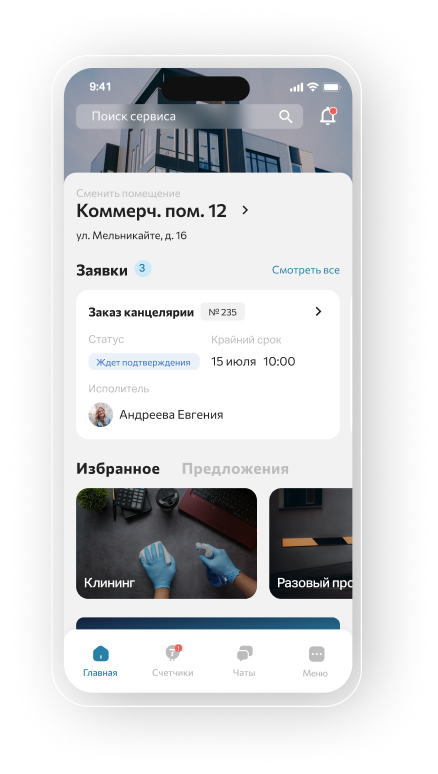 9:41
Поиск сервиса
Сменить помещение
Коммерч. пом. 12
ул. Мельникайте, д. 16
Заявки 3
Смотреть все
Заказ канцелярии № 235
Статус Крайний срок
Ждет подтверждения 15 июля 10:00
Исполитель
Андреева Евгения
Избранное Предложения
Клининг Разовый про
Главная Счетчики Чаты Меню